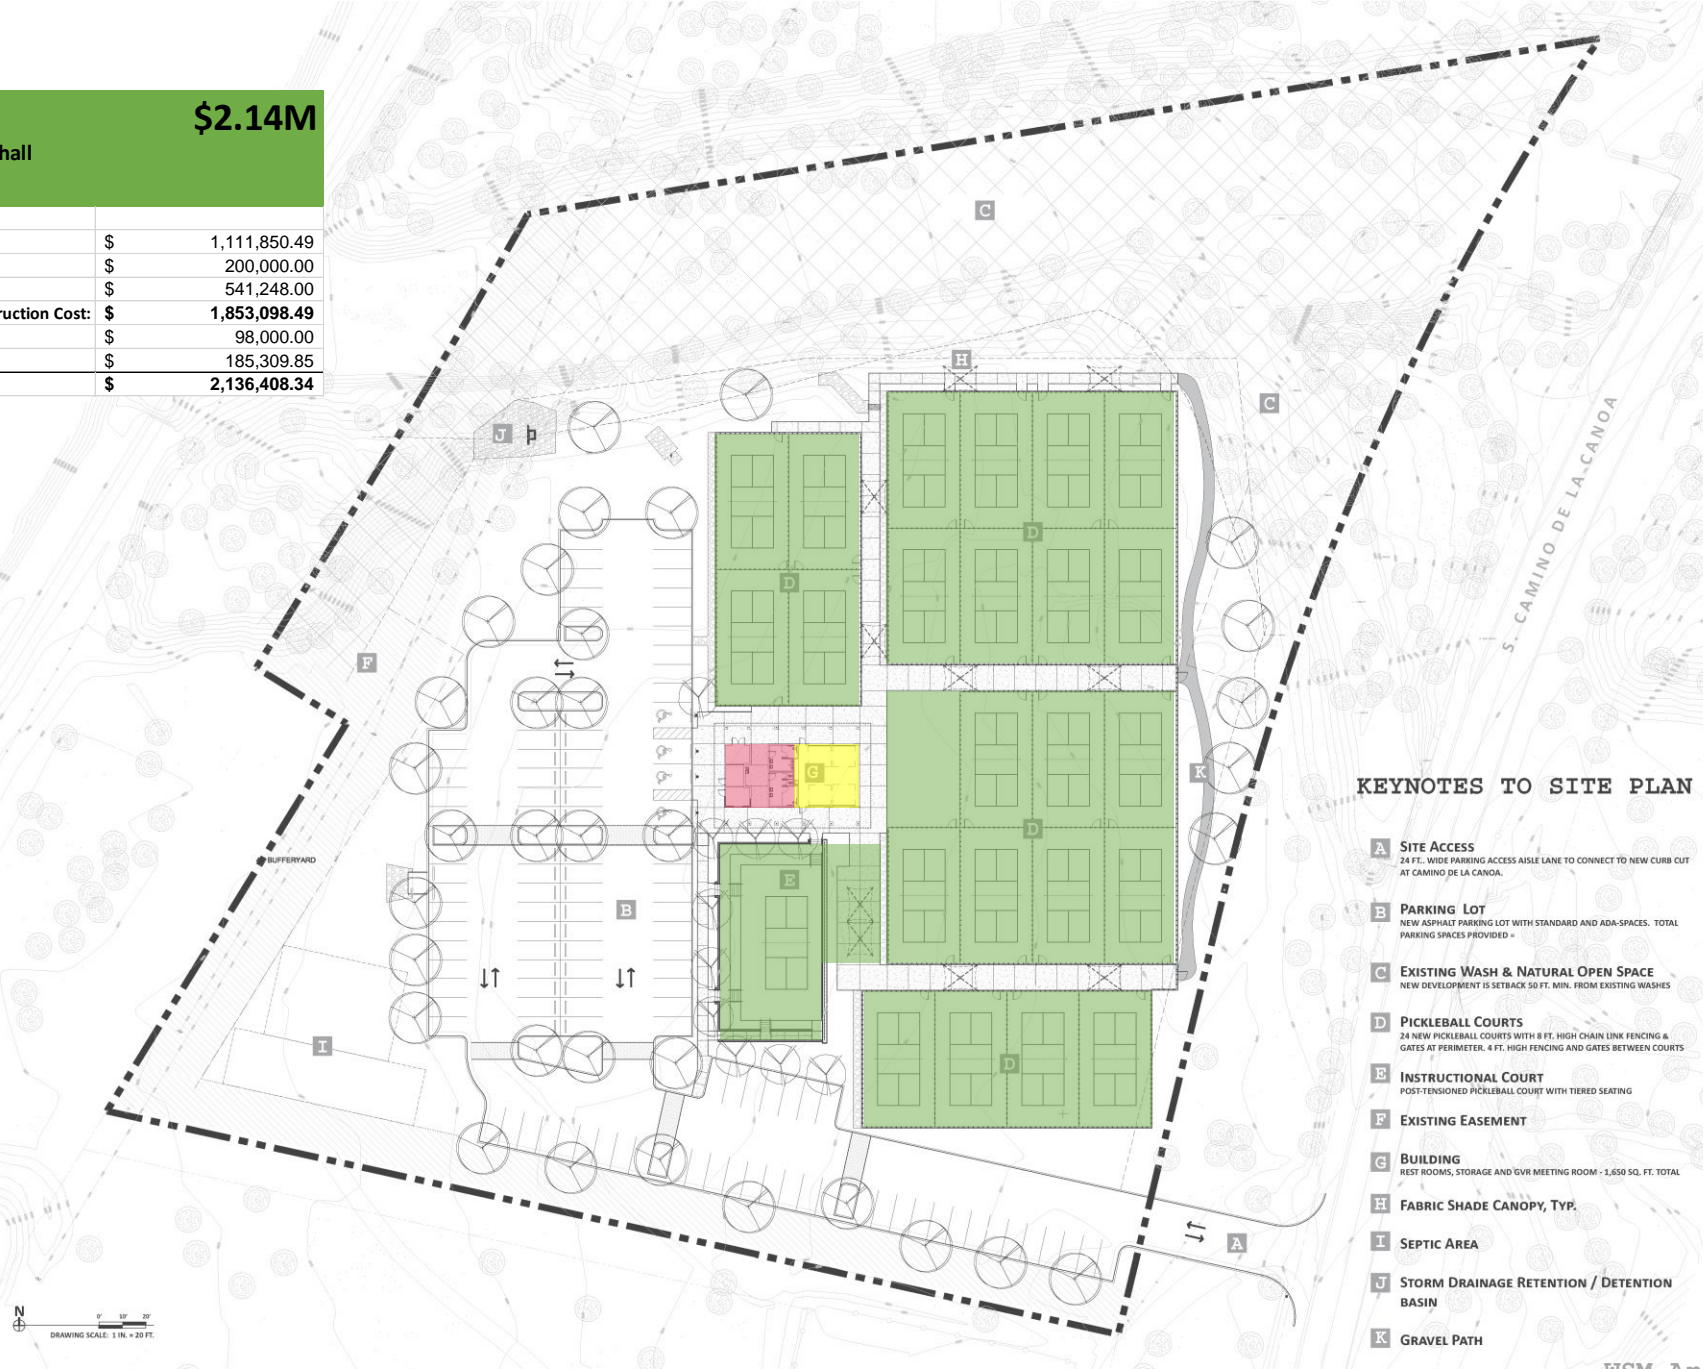 $2.14M
hall
$ 1,111,850.49
$ 200,000.00
$ 541,248.00
ruction Cost: $ 1,853,098.49
$ 98,000.00
$ 185,309.85
$ 2,136,408.34
C
H
C
J
D
D
F
S. CAMINO DE LA CANOA
G
K
D
BUFFERYARD
E
B
I
D
A
KEYNOTES TO SITE PLAN
A SITE ACCESS
24 FT.. WIDE PARKING ACCESS AISLE LANE TO CONNECT TO NEW CURB CUT
AT CAMINO DE LA CANOA.
B PARKING LOT
NEW ASPHALT PARKING LOT WITH STANDARD AND ADA-SPACES. TOTAL
PARKING SPACES PROVIDED =
C EXISTING WASH & NATURAL OPEN SPACE
NEW DEVELOPMENT IS SETBACK 50 FT. MIN. FROM EXISTING WASHES
D PICKLEBALL COURTS
24 NEW PICKLEBALL COURTS WITH 8 FT. HIGH CHAIN LINK FENCING &
GATES AT PERIMETER. 4 FT. HIGH FENCING AND GATES BETWEEN COURTS
E INSTRUCTIONAL COURT
POST-TENSIONED PICKLEBALL COURT WITH TIERED SEATING
F EXISTING EASEMENT
G BUILDING
REST ROOMS, STORAGE AND GVR MEETING ROOM - 1,650 SQ. FT. TOTAL
H FABRIC SHADE CANOPY, TYP.
I SEPTIC AREA
J STORM DRAINAGE RETENTION / DETENTION
BASIN
K GRAVEL PATH
N
0' 10' 20'
DRAWING SCALE: 1 IN. = 20 FT.